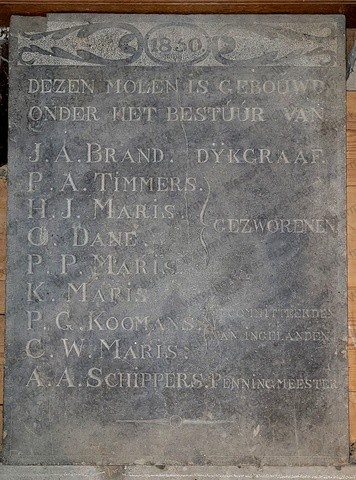 1850
DEZEN MOLEN IS GEBOUWD
ONDER HET BESTUUR VAN
J. A. BRAND. DYKGRAAF.
P. A. TIMMERS.
H. J. MARIS.
GEZWORENEN
O. DANE.
P. P. MARIS.
K. MARIS
GECOMMITTEERDEN
P. G. KOOMANS.
VAN INGELANDEN
C. W. MARIS.
A. A. SCHIPPERS. PENNINGMEESTER